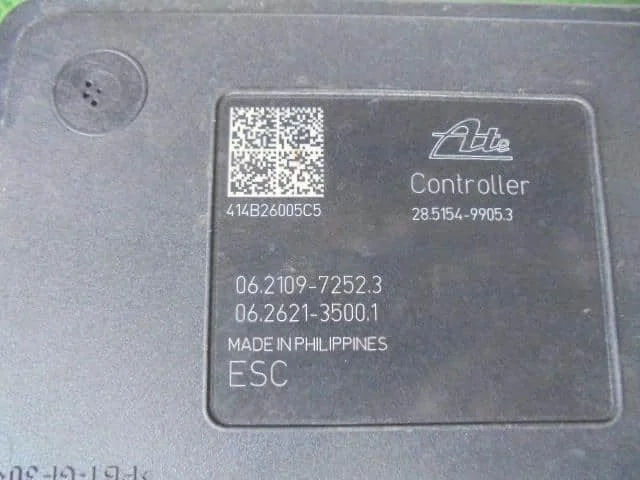 Ate
414B26005C5
Controller
28.5154-9905.3
06.2109-7252.3
06.2621-3500.1
MADE IN PHILIPPINES
ESC